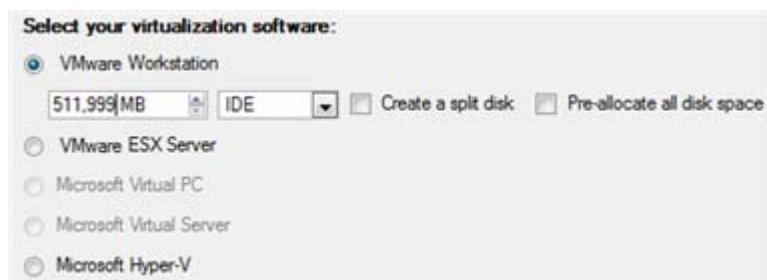 Select your virtualization software:
VMware Workstation
511,999 MB IDE Create a split disk Pre-allocate all disk space
VMware ESX Server
Microsoft Virtual PC
Microsoft Virtual Server
Microsoft Hyper-V